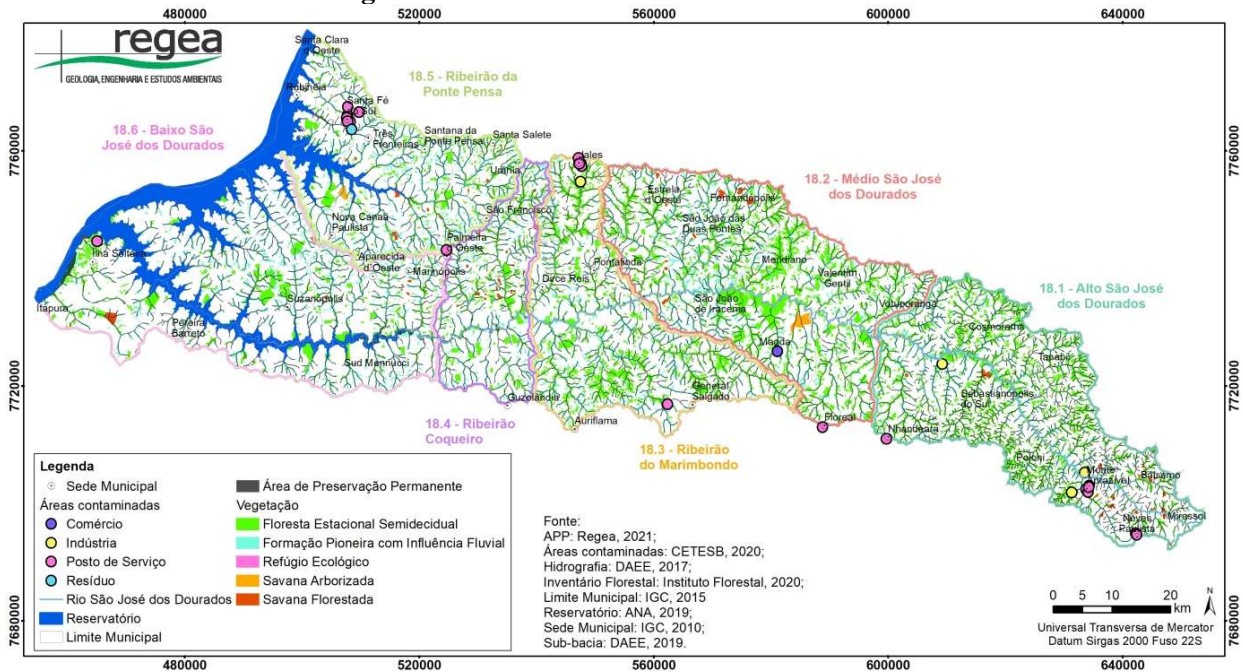 480000 520000 560000 600000 640000
regea
GEOLOGIA, ENGENHARIA E ESTUDOS AMBIENTAIS
7760000
7720000
7680000
18.5 - Ribeirão da
Ponte Pensa
18.6 - Baixo São
José dos Dourados
18.2 - Médio São José
dos Dourados
18.1 - Alto São José
dos Dourados
18.4 - Ribeirão
Coqueiro
18.3 - Ribeirão
do Marimbondo
Santa Clara
d Oeste
Rubinéia
Santa Fé
Sol
Três
Fronteiras
Santana da
Ponte Pensa
Santa Salete
Urânia
Jales
São Francisco
Nova Canaã
Paulista
Palmeira
d Oeste
Aparecida
d Oeste
Marinópolis
Ilha Solteira
Itapura
Suzanápolis
Pereira
Barreto
Sud Mennucci
Dirce Reis
Pontalinda
Estrela
d Oeste
Fernandópolis
São João das
Duas Pontes
Meridiano
Valentim
Gentil
São João
de Iracema
Votuporanga
Magda
Cosmorama
Tanabi
Sebastianópolis
do Sul
General
Salgado
Guzolândia
Auriflama
Floreal
Nhandeara
Poloni
Monte
Aprazível
Bálsamo
Neves
Paulista
Mirassol
Legenda
Sede Municipal
Áreas contaminadas
Comércio
Indústria
Posto de Serviço
Resíduo
Rio São José dos Dourados
Reservatório
Limite Municipal
Área de Preservação Permanente
Vegetação
Floresta Estacional Semidecidual
Formação Pioneira com Influência Fluvial
Refúgio Ecológico
Savana Arborizada
Savana Florestada
Fonte:
APP: Regea, 2021;
Áreas contaminadas: CETESB, 2020;
Hidrografia: DAEE, 2017;
Inventário Florestal: Instituto Florestal, 2020;
Limite Municipal: IGC, 2015
Reservatório: ANA, 2019;
Sede Municipal: IGC, 2010;
Sub-bacia: DAEE, 2019.
0 5 10 20
km
N
Universal Transversa de Mercator
Datum Sirgas 2000 Fuso 22S
7760000
7720000
7680000
480000 520000 560000 600000 640000